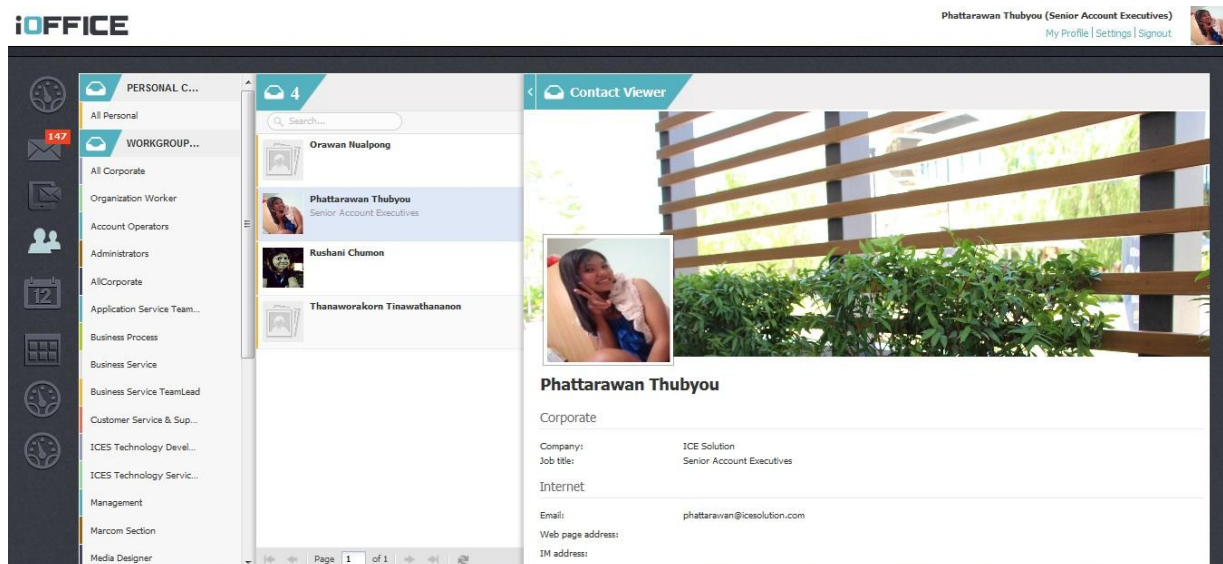 iOFFICE
Phattarawan Thubyou (Senior Account Executives)
My Profile | Settings | Signout
147
12
PERSONAL C...
All Personal
WORKGROUP...
All Corporate
Organization Worker
Account Operators
Administrators
AllCorporate
Application Service Team...
Business Process
Business Service
Business Service TeamLead
Customer Service & Sup...
ICES Technology Devel...
ICES Technology Servic...
Management
Marcom Section
Media Designer
4
Search...
Orawan Nualpong
Phattarawan Thubyou
Senior Account Executives
Rushani Chumon
Thanaworakorn Tinawathananon
Page 1 of 1
Contact Viewer
Phattarawan Thubyou
Corporate
Company: ICE Solution
Job title: Senior Account Executives
Internet
Email: phattarawan@icesolution.com
Web page address:
IM address: